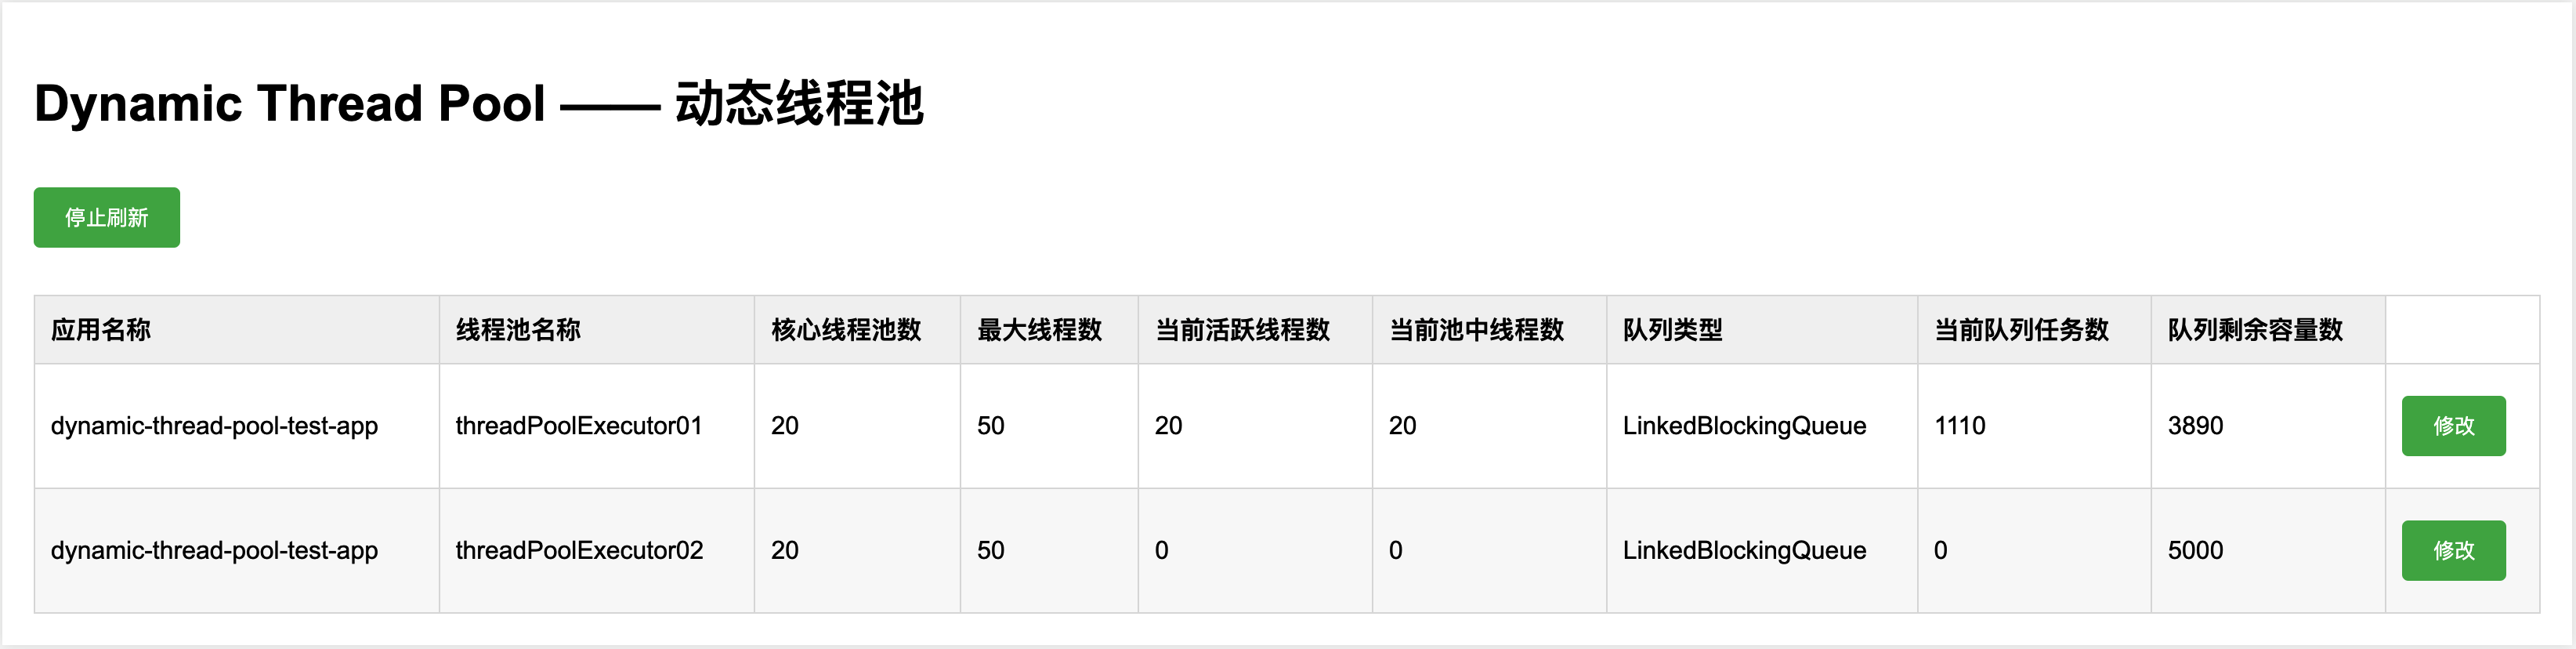 Dynamic Thread Pool —— 动态线程池
停止刷新
应用名称 线程池名称 核心线程池数 最大线程数 当前活跃线程数 当前池中线程数 队列类型 当前队列任务数 队列剩余容量数
dynamic-thread-pool-test-app threadPoolExecutor01 20 50 20 20 LinkedBlockingQueue 1110 3890 修改
dynamic-thread-pool-test-app threadPoolExecutor02 20 50 0 0 LinkedBlockingQueue 0 5000 修改